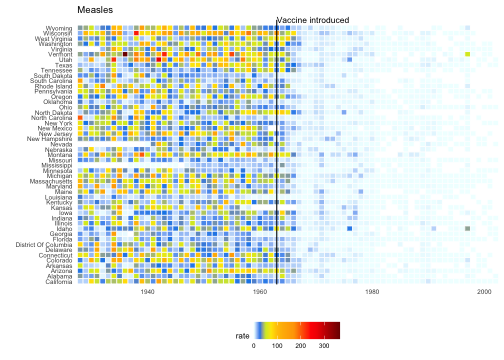 Measles
Vaccine introduced
Wyoming
Wisconsin
West Virginia
Washington
Virginia
Vermont
Utah
Texas
Tennessee
South Dakota
South Carolina
Rhode Island
Pennsylvania
Oregon
Oklahoma
Ohio
North Dakota
North Carolina
New York
New Mexico
New Jersey
New Hampshire
Nevada
Nebraska
Montana
Missouri
Mississippi
Minnesota
Michigan
Massachusetts
Maryland
Maine
Louisiana
Kentucky
Kansas
Iowa
Indiana
Illinois
Idaho
Georgia
Florida
District Of Columbia
Delaware
Connecticut
Colorado
Arkansas
Arizona
Alabama
California
1940 1960 1980 2000
rate
0 100 200 300